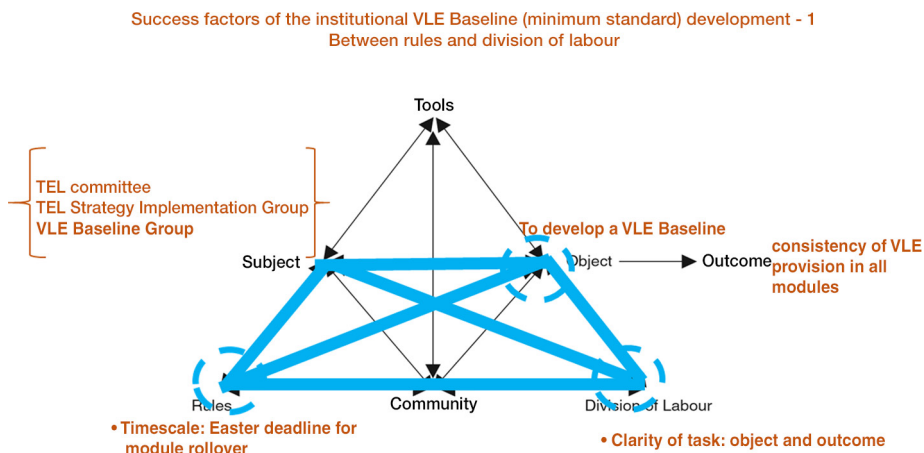 Success factors of the institutional VLE Baseline (minimum standard) development - 1
Between rules and division of labour
Tools
TEL committee
TEL Strategy Implementation Group
VLE Baseline Group
To develop a VLE Baseline
Subject
Object
Outcome
consistency of VLE
provision in all
modules
Rules
Community
Division of Labour
• Timescale: Easter deadline for
module rollover
• Clarity of task: object and outcome